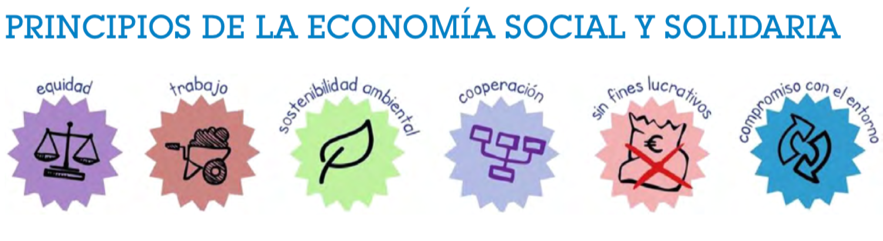 PRINCIPIOS DE LA ECONOMÍA SOCIAL Y SOLIDARIA
equidad
trabajo
sostenibilidad ambiental
cooperación
sin fines lucrativos
compromiso con el entorno
€